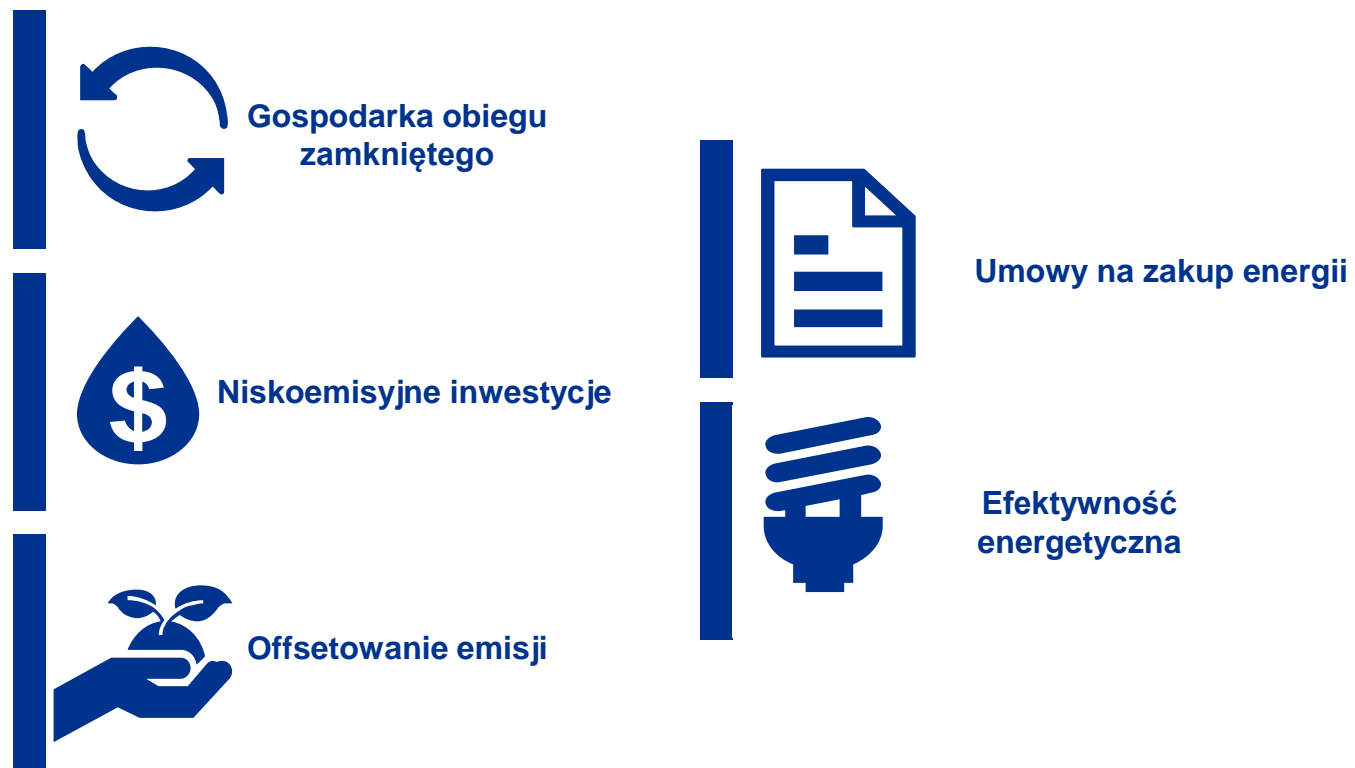 Gospodarka obiegu
zamkniętego
$
Niskoemisyjne inwestycje
Offsetowanie emisji
Umowy na zakup energii
Efektywność
energetyczna